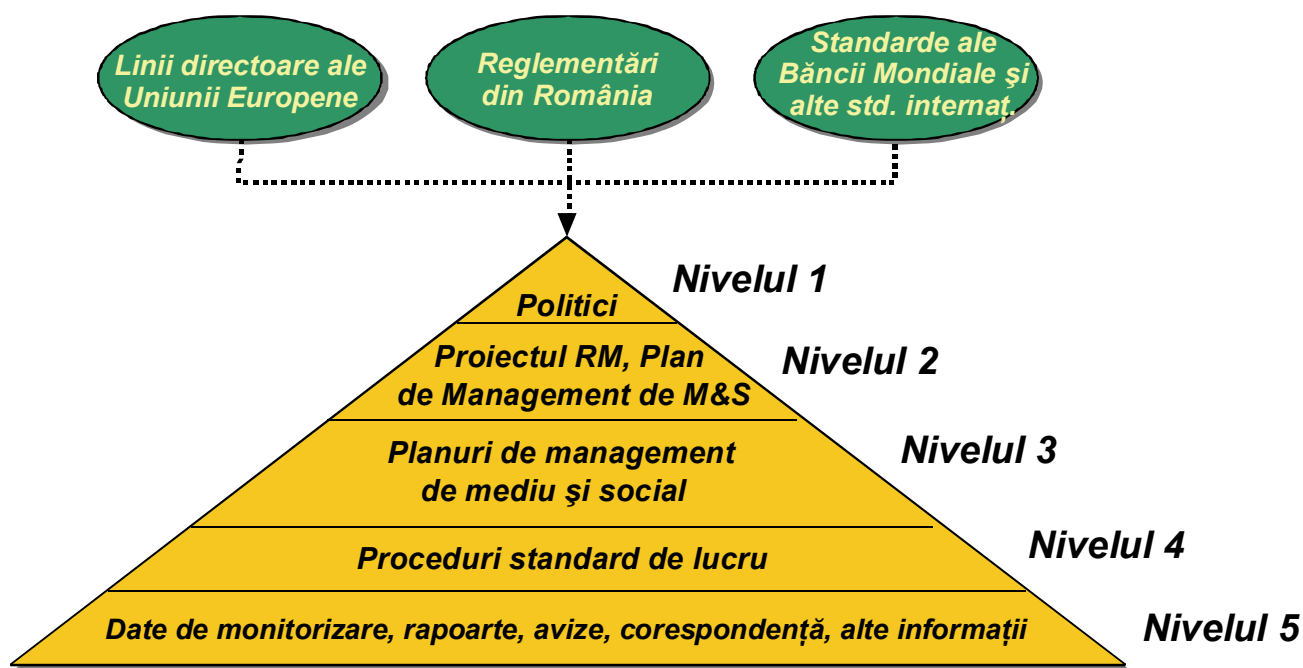 Linii directoare ale
Uniunii Europene
Reglementări
din România
Standarde ale
Băncii Mondiale şi
alte std. internaţ.
Nivelul 1
Politici
Nivelul 2
Proiectul RM, Plan
de Management de M&S
Nivelul 3
Planuri de management
de mediu şi social
Nivelul 4
Proceduri standard de lucru
Nivelul 5
Date de monitorizare, rapoarte, avize, corespondenţă, alte informaţii